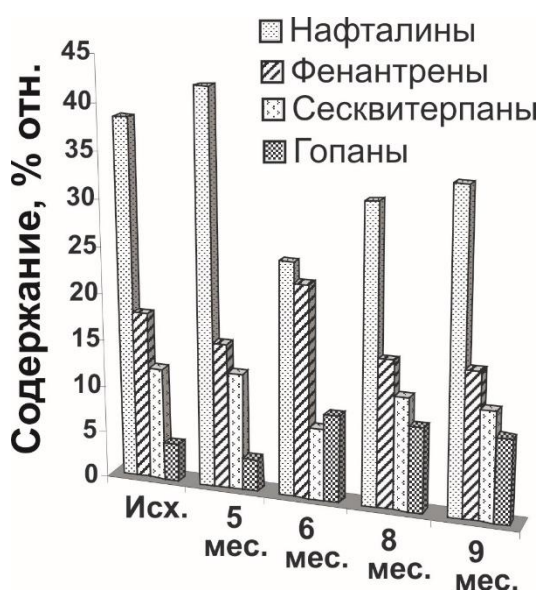 Содержание, % отн.
45
40
35
30
25
20
15
10
5
0
Нафталины
Фенантрены
Сесквитерпаны
Гопаны
Исх.
5
мес.
6
мес.
8
мес.
9
мес.